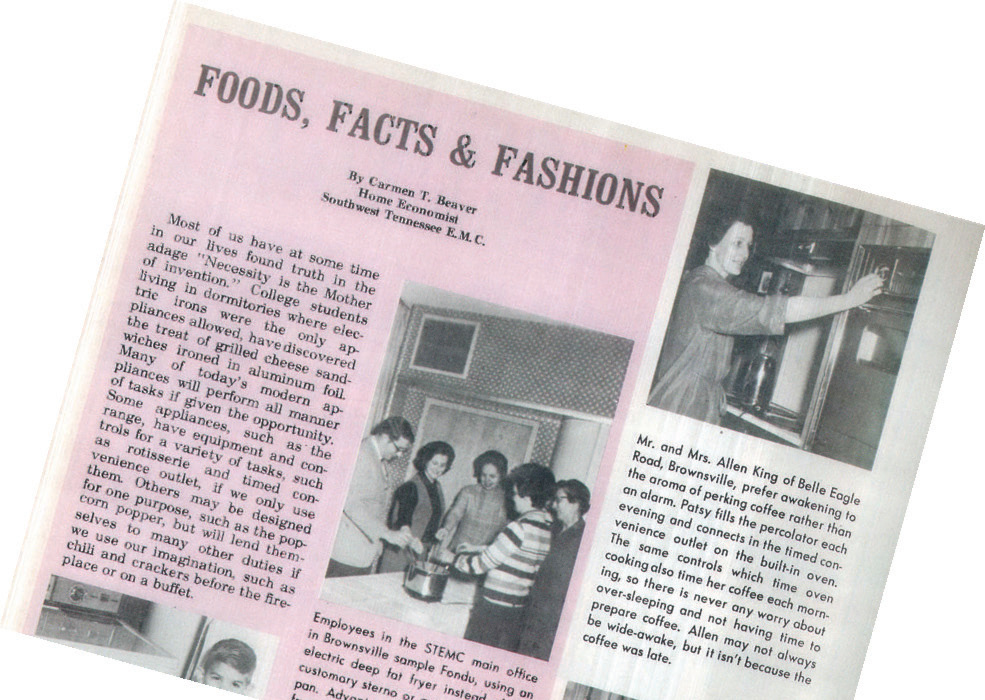 FOODS, FACTS & FASHIONS
By Carmen T. Beaver
Home Economist
Southwest Tennessee E.M.C.
Most of us have at some time
in our lives found truth in the
adage "Necessity is the Mother
of invention." College students
living in dormitories where elec-
tric irons were the only ap-
pliances allowed, have discovered
the treat of grilled cheese sand-
wiches ironed in aluminum foil.
Many of today's modern ap-
pliances will perform all manner
of tasks if given the opportunity.
Some appliances, such as the
range, have equipment and con-
trols for a variety of tasks, such
as rotisserie and timed con-
venience outlet, if we only use
them. Others may be designed
for one purpose, such as the pop-
corn popper, but will lend them-
selves to many other duties if
we use our imagination, such as
chili and crackers before the fire-
place or on a buffet.
Employees in the STEMC main office
in Brownsville sample Fondu, using an
electric deep fat fryer instead
customary sterno or
pan.
Mr. and Mrs. Allen King of Belle Eagle
Road, Brownsville, prefer awakening to
the aroma of perking coffee rather than
an alarm. Patsy fills the percolator each
evening and connects in the timed con-
venience outlet on the built-in oven.
The same controls which time oven
cooking also time her coffee each morn-
ing, so there is never any worry about
over-sleeping and not having time to
prepare coffee. Allen may not always
be wide-awake, but it isn't because the
coffee was late.